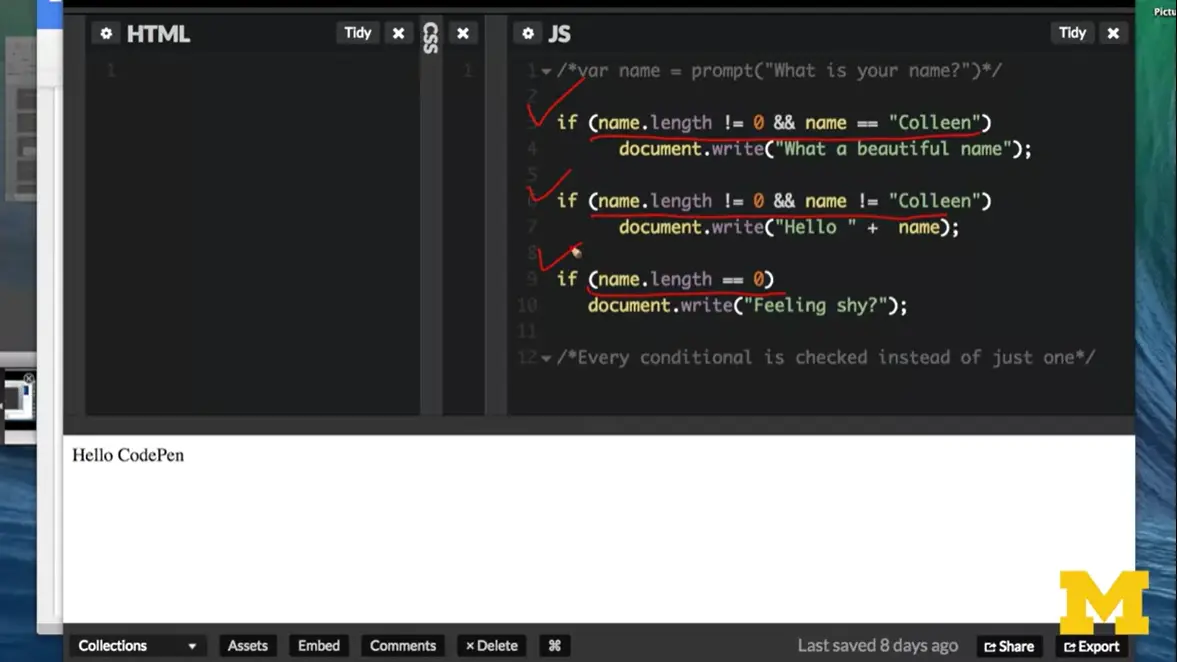 Pictu
HTML
Tidy
CSS
JS
Tidy
1
1
1 /*var name = prompt("What is your name?")*/
2
3 if (name.length != 0 && name == "Colleen")
4 document.write("What a beautiful name");
5
6 if (name.length != 0 && name != "Colleen")
7 document.write("Hello " + name);
8
9 if (name.length == 0)
10 document.write("Feeling shy?");
11
12 /*Every conditional is checked instead of just one*/
Hello CodePen
M
Collections
Assets
Embed
Comments
× Delete
⌘
Last saved 8 days ago
Share
Export